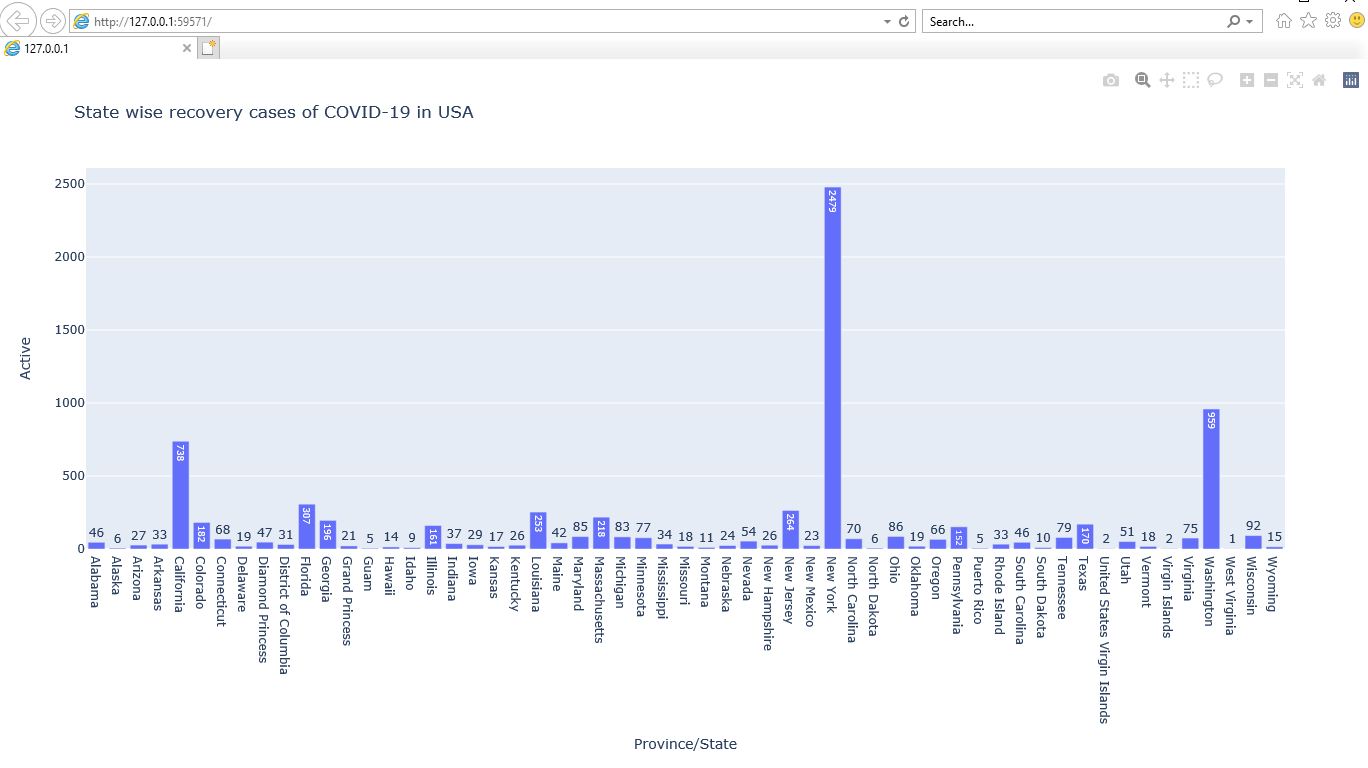 http://127.0.0.1:59571/
Search...
127.0.0.1
State wise recovery cases of COVID-19 in USA
Active
2500
2000
1500
1000
500
0
46
6
27
33
738
182
68
19
47
31
307
196
21
5
14
9
161
37
29
17
26
253
42
85
218
83
77
34
18
11
24
54
26
264
23
2479
70
6
86
19
66
152
5
33
46
10
79
170
2
51
18
2
75
959
1
92
15
Alabama
Alaska
Arizona
Arkansas
California
Colorado
Connecticut
Delaware
Diamond Princess
District of Columbia
Florida
Georgia
Grand Princess
Guam
Hawaii
Idaho
Illinois
Indiana
Iowa
Kansas
Kentucky
Louisiana
Maine
Maryland
Massachusetts
Michigan
Minnesota
Mississippi
Missouri
Montana
Nebraska
Nevada
New Hampshire
New Jersey
New Mexico
New York
North Carolina
North Dakota
Ohio
Oklahoma
Oregon
Pennsylvania
Puerto Rico
Rhode Island
South Carolina
South Dakota
Tennessee
Texas
United States Virgin Islands
Utah
Vermont
Virgin Islands
Virginia
Washington
West Virginia
Wisconsin
Wyoming
Province/State